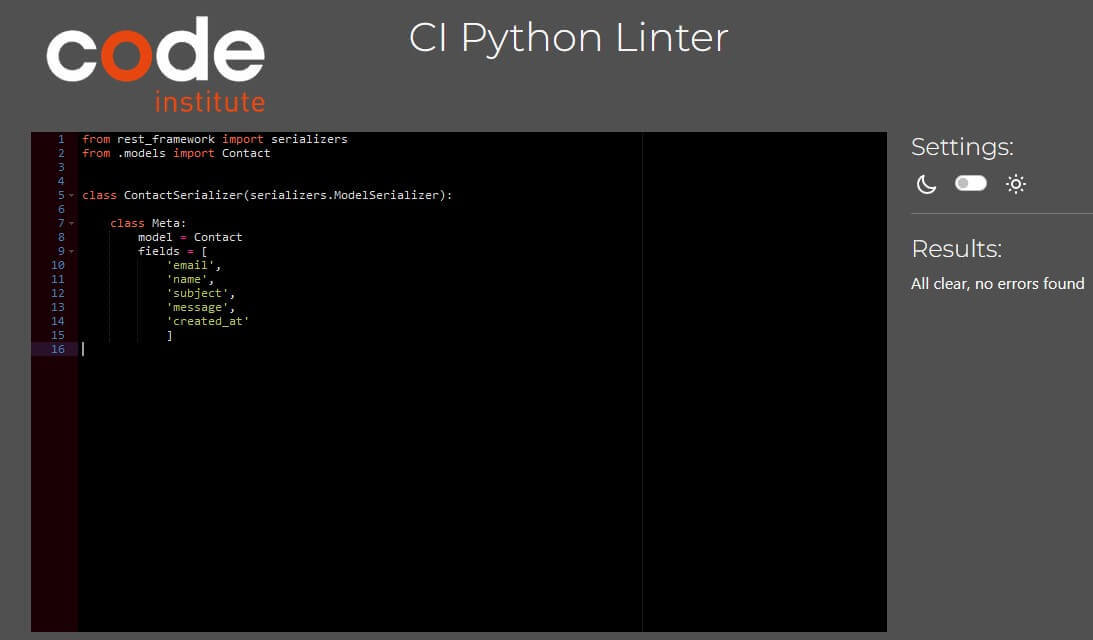 code
institute
CI Python Linter
1 from rest_framework import serializers
2 from .models import Contact
3
4
5 class ContactSerializer(serializers.ModelSerializer):
6
7     class Meta:
8         model = Contact
9         fields = [
10             'email',
11             'name',
12             'subject',
13             'message',
14             'created_at'
15             ]
16
Settings:
Results:
All clear, no errors found